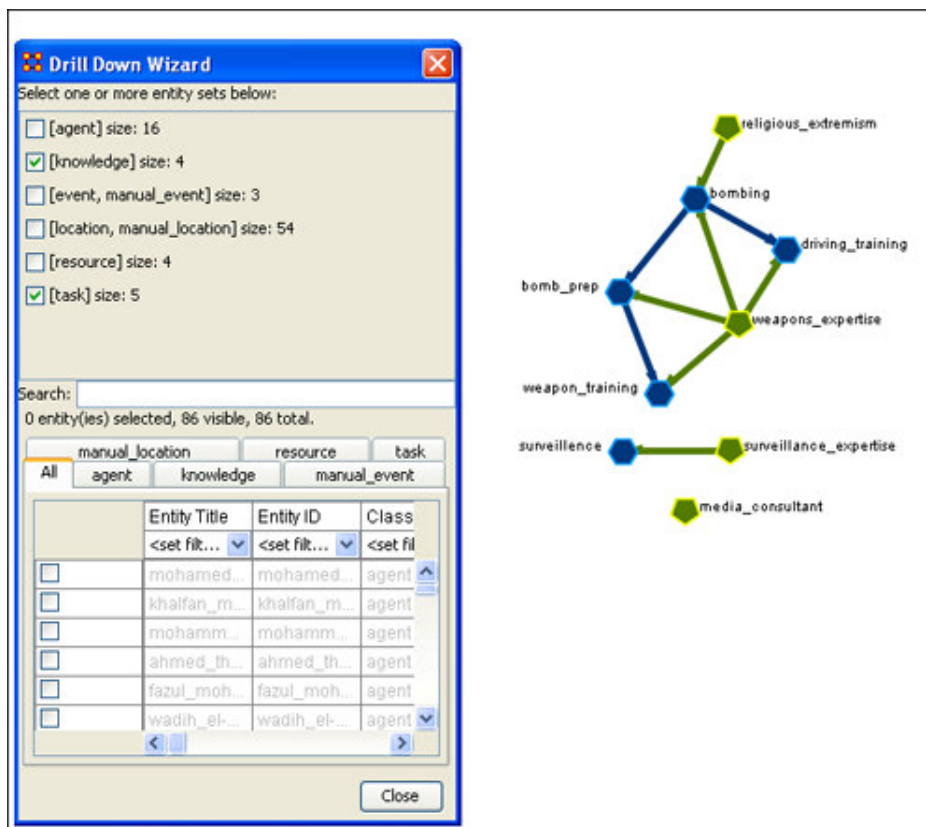 Drill Down Wizard
Select one or more entity sets below:
[agent] size: 16
[knowledge] size: 4
[event, manual_event] size: 3
[location, manual_location] size: 54
[resource] size: 4
[task] size: 5
Search:
0 entity(ies) selected, 86 visible, 86 total.
manual_location resource task
All agent knowledge manual_event
Entity Title Entity ID Class
<set filt... <set filt... <set fil
mohamed... mohamed... agent
khalfan_m... khalfan_m... agent
mohamm... mohamm... agent
ahmed_th... ahmed_th... agent
fazul_moh... fazul_moh... agent
wadih_el-... wadih_el-... agent
Close
religious_extremism
bombing
driving_training
bomb_prep
weapons_expertise
weapon_training
surveillence
surveillance_expertise
media_consultant